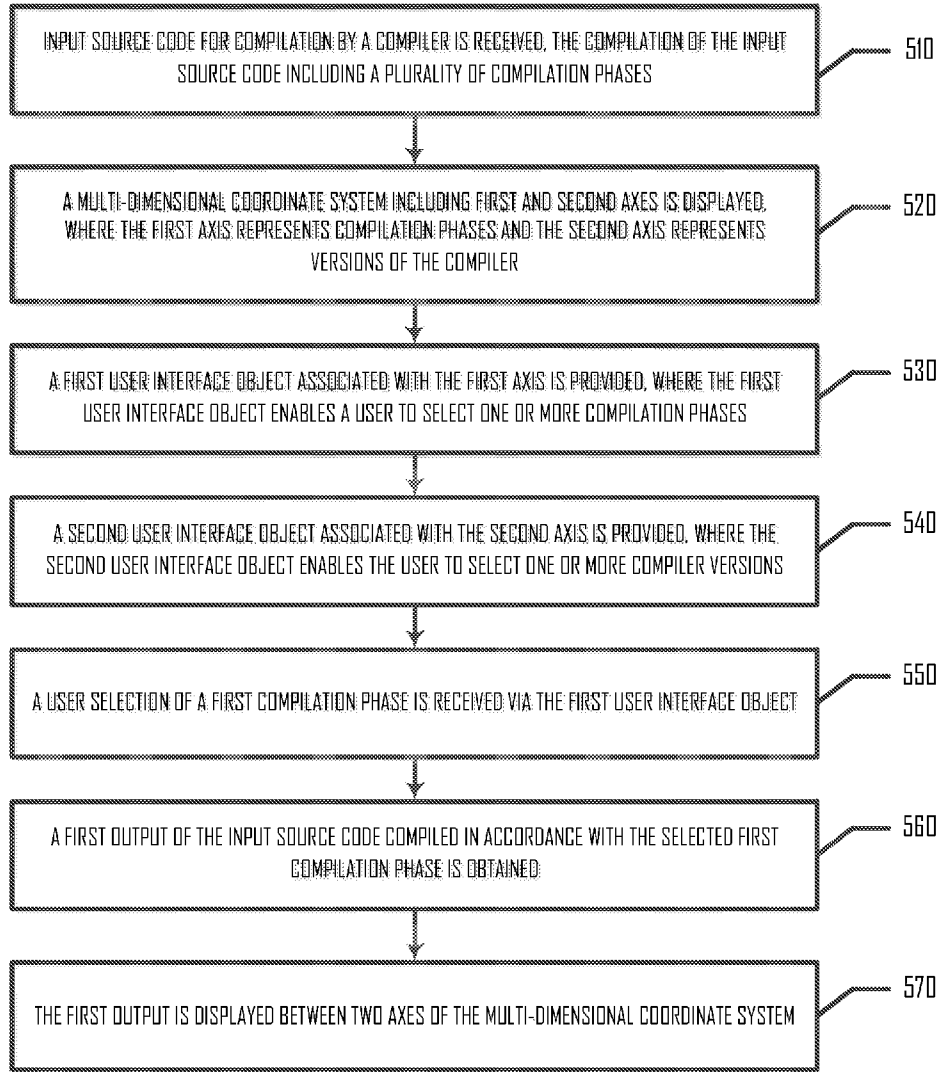 INPUT SOURCE CODE FOR COMPILATION BY A COMPILER IS RECEIVED, THE COMPILATION OF THE INPUT
SOURCE CODE INCLUDING A PLURALITY OF COMPILATION PHASES
510
A MULTI-DIMENSIONAL COORDINATE SYSTEM INCLUDING FIRST AND SECOND AXES IS DISPLAYED,
WHERE THE FIRST AXIS REPRESENTS COMPILATION PHASES AND THE SECOND AXIS REPRESENTS
VERSIONS OF THE COMPILER
520
A FIRST USER INTERFACE OBJECT ASSOCIATED WITH THE FIRST AXIS IS PROVIDED, WHERE THE FIRST
USER INTERFACE OBJECT ENABLES A USER TO SELECT ONE OR MORE COMPILATION PHASES
530
A SECOND USER INTERFACE OBJECT ASSOCIATED WITH THE SECOND AXIS IS PROVIDED, WHERE THE
SECOND USER INTERFACE OBJECT ENABLES THE USER TO SELECT ONE OR MORE COMPILER VERSIONS
540
A USER SELECTION OF A FIRST COMPILATION PHASE IS RECEIVED VIA THE FIRST USER INTERFACE OBJECT
550
A FIRST OUTPUT OF THE INPUT SOURCE CODE COMPILED IN ACCORDANCE WITH THE SELECTED FIRST
COMPILATION PHASE IS OBTAINED
560
THE FIRST OUTPUT IS DISPLAYED BETWEEN TWO AXES OF THE MULTI-DIMENSIONAL COORDINATE SYSTEM
570